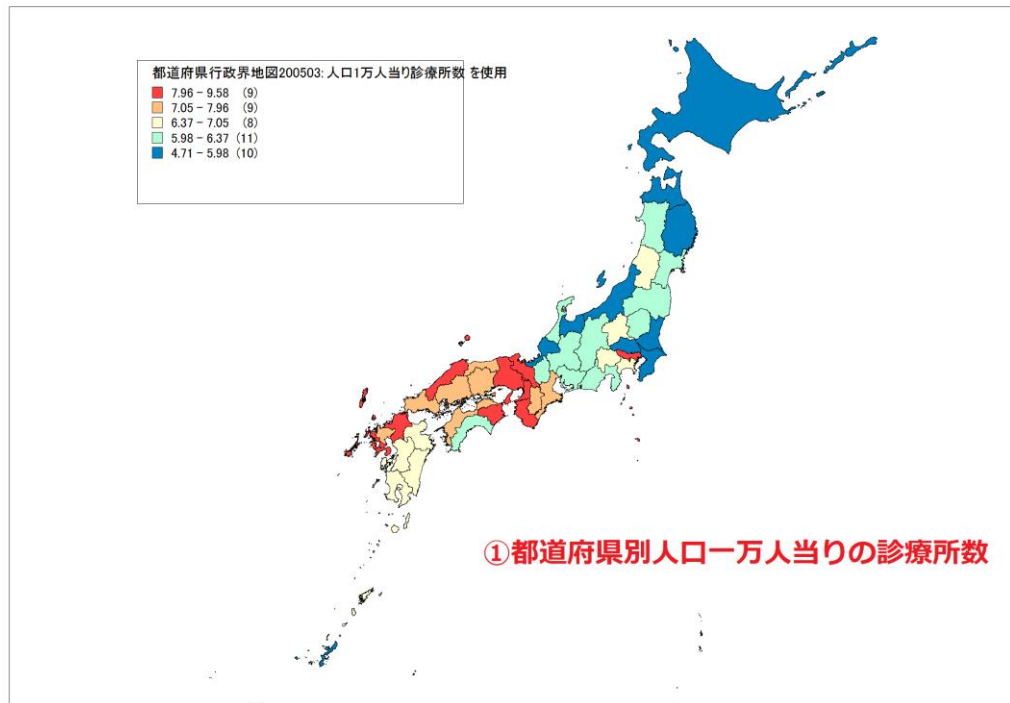 都道府県行政界地図200503: 人口1万人当り診療所数 を使用
7.96 – 9.58 (9)
7.05 – 7.96 (9)
6.37 – 7.05 (8)
5.98 – 6.37 (11)
4.71 – 5.98 (10)
①都道府県別人口一万人当りの診療所数